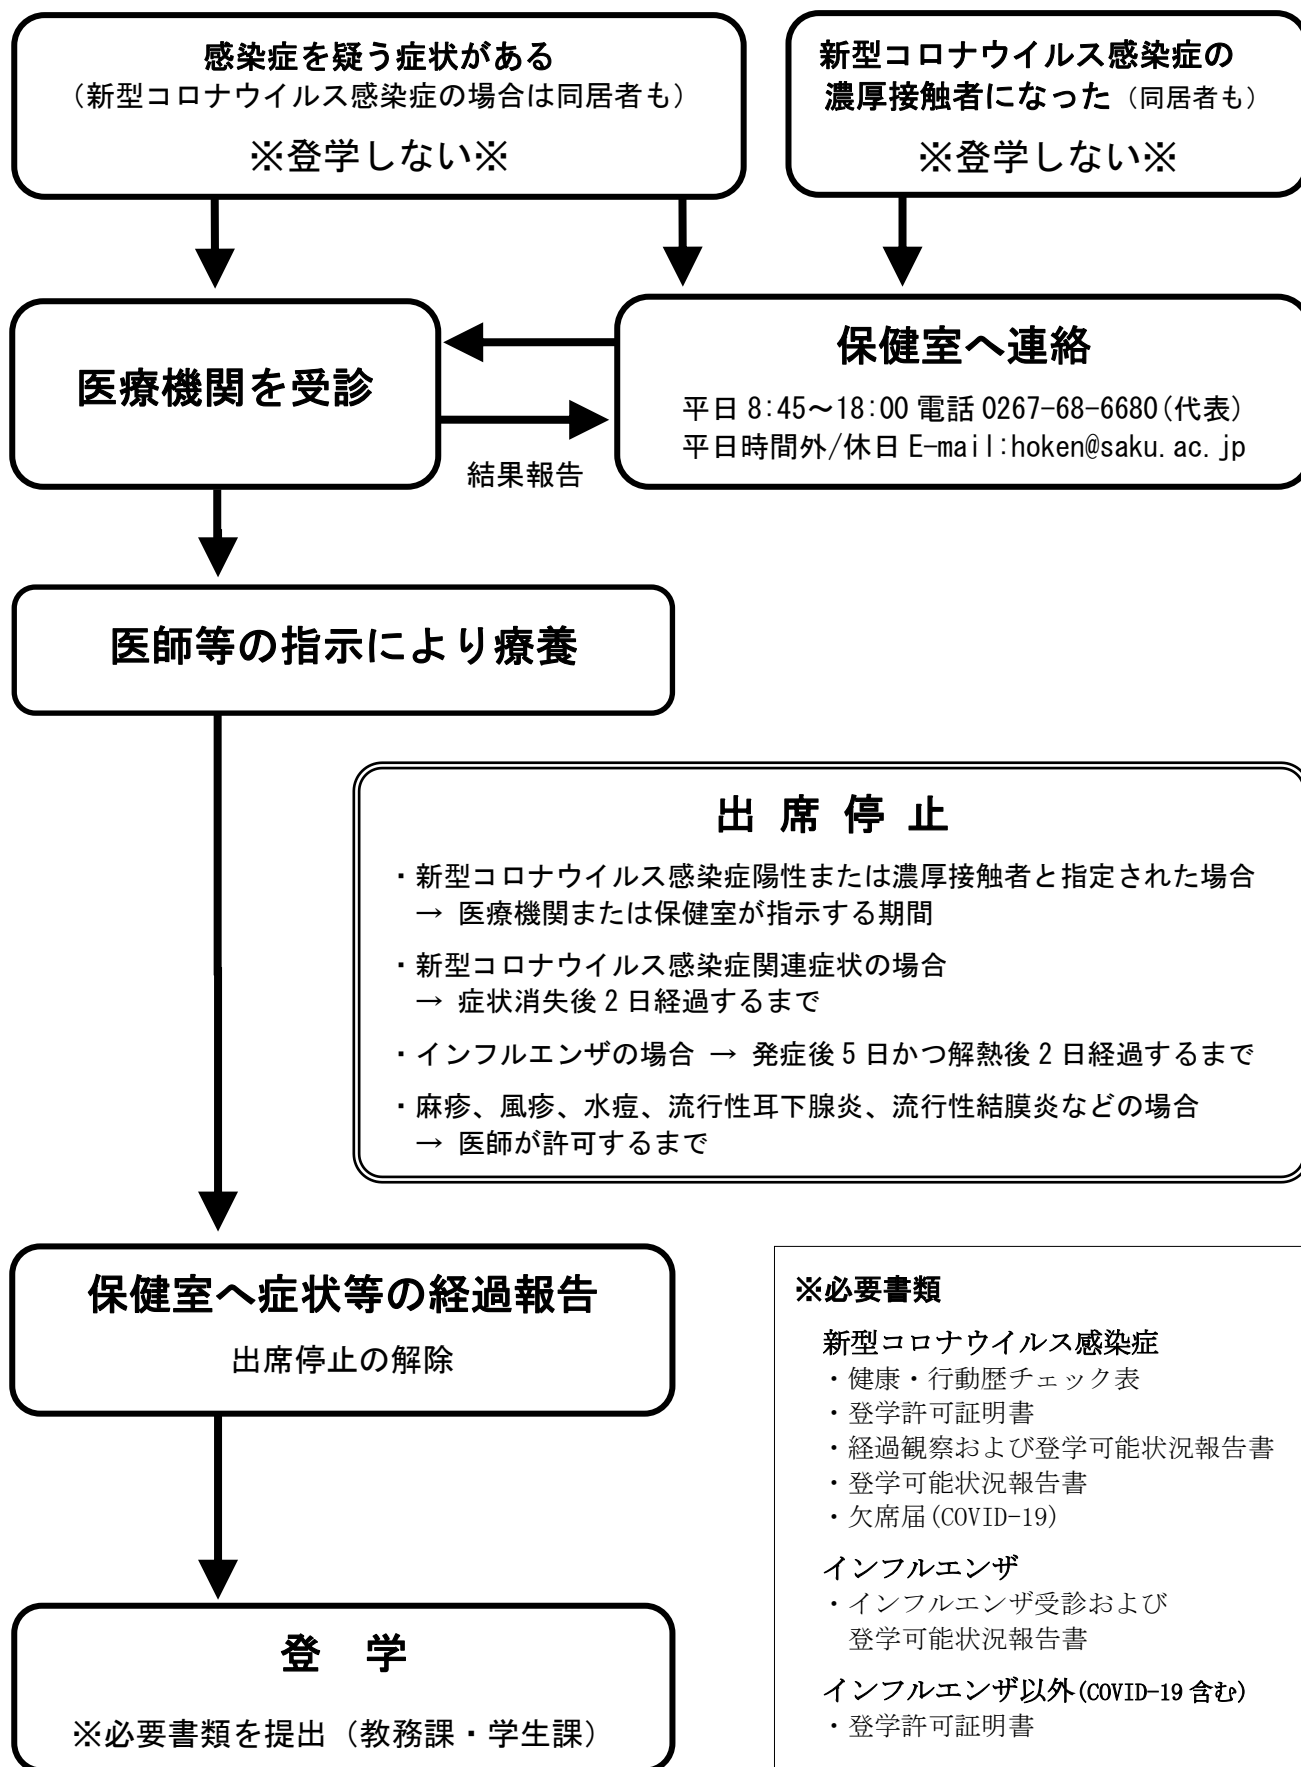 感染症を疑う症状がある
（新型コロナウイルス感染症の場合は同居者も）
※登学しない※
新型コロナウイルス感染症の
濃厚接触者になった（同居者も）
※登学しない※
医療機関を受診
保健室へ連絡
平日 8:45～18:00 電話 0267-68-6680(代表)
平日時間外/休日 E-mail:hoken@saku.ac.jp
結果報告
医師等の指示により療養
出 席 停 止
・新型コロナウイルス感染症陽性または濃厚接触者と指定された場合
→ 医療機関または保健室が指示する期間
・新型コロナウイルス感染症関連症状の場合
→ 症状消失後 2 日経過するまで
・インフルエンザの場合 → 発症後 5 日かつ解熱後 2 日経過するまで
・麻疹、風疹、水痘、流行性耳下腺炎、流行性結膜炎などの場合
→ 医師が許可するまで
保健室へ症状等の経過報告
出席停止の解除
登　学
※必要書類を提出（教務課・学生課）
※必要書類
新型コロナウイルス感染症
・健康・行動歴チェック表
・登学許可証明書
・経過観察および登学可能状況報告書
・登学可能状況報告書
・欠席届(COVID-19)
インフルエンザ
・インフルエンザ受診および
登学可能状況報告書
インフルエンザ以外(COVID-19 含む)
・登学許可証明書